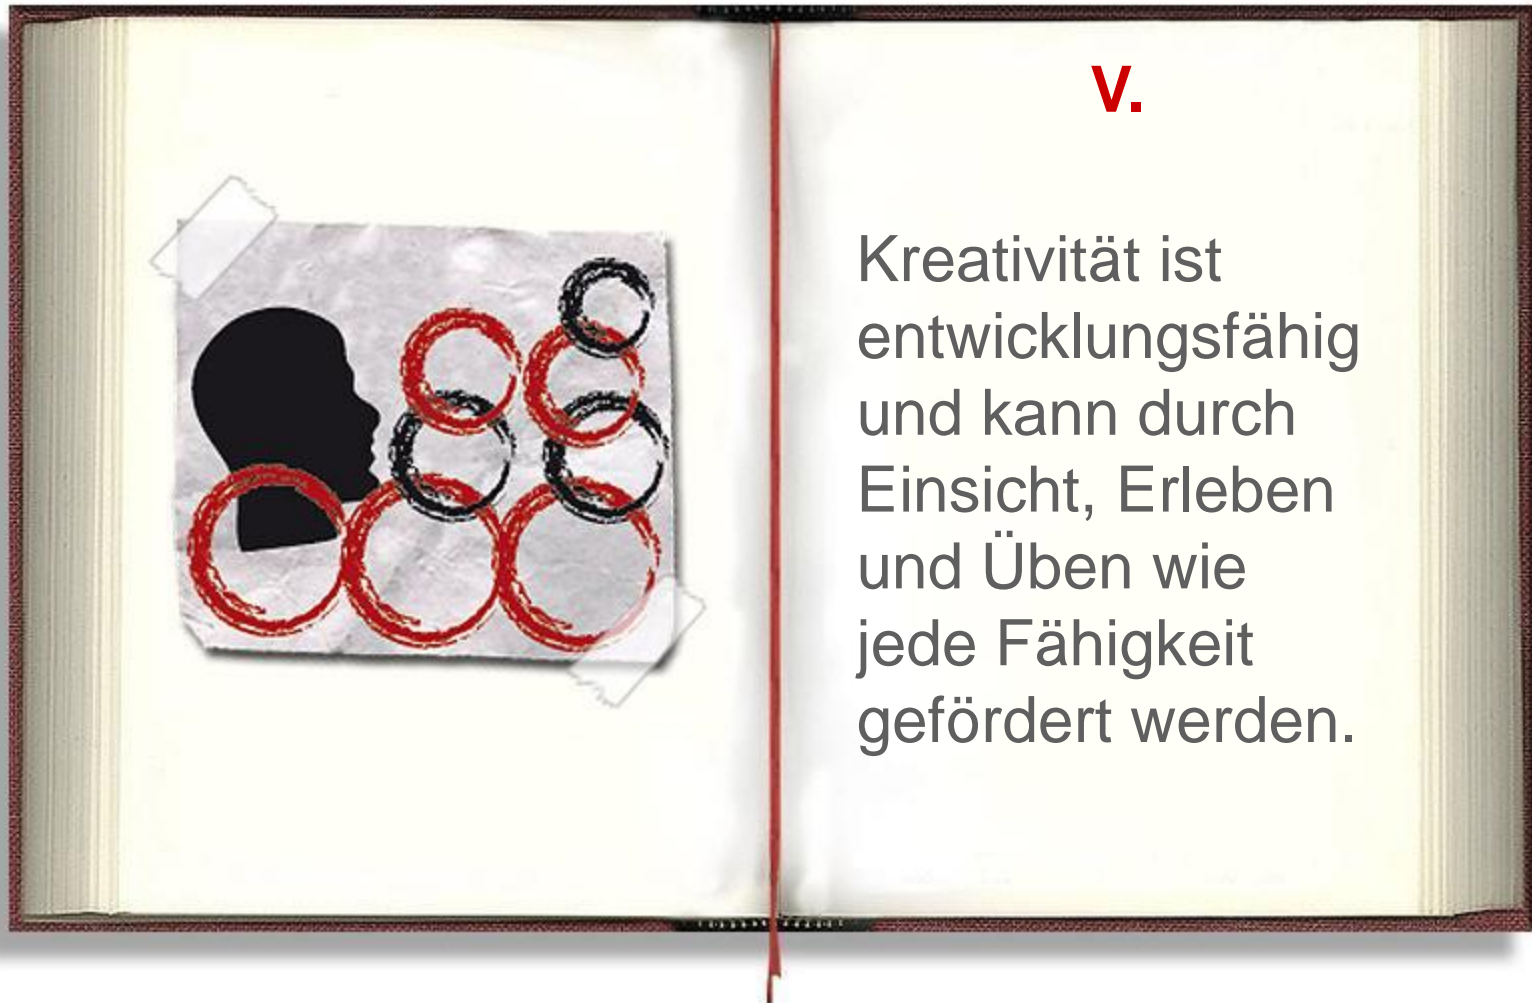 V.
Kreativität ist
entwicklungsfähig
und kann durch
Einsicht, Erleben
und Üben wie
jede Fähigkeit
gefördert werden.